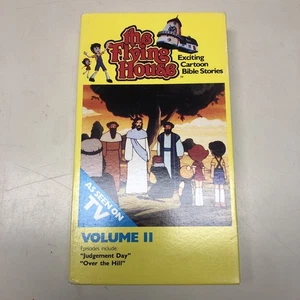 the
Flying
House
Exciting
Cartoon
Bible Stories
AS SEEN ON
TV
VOLUME II
Episodes include:
"Judgement Day"
"Over the Hill"